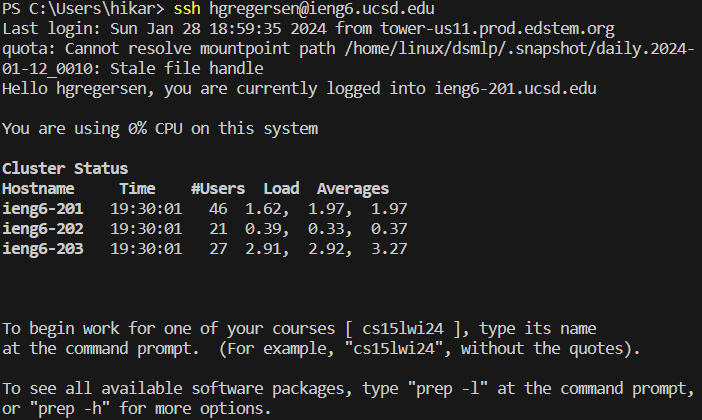 PS C:\Users\hikar> ssh hgregersen@ieng6.ucsd.edu
Last login: Sun Jan 28 18:59:35 2024 from tower-us11.prod.edstem.org
quota: Cannot resolve mountpoint path /home/linux/dsmlp/.snapshot/daily.2024-
01-12_0010: Stale file handle
Hello hgregersen, you are currently logged into ieng6-201.ucsd.edu
You are using 0% CPU on this system
Cluster Status
Hostname     Time    #Users  Load  Averages
ieng6-201   19:30:01   46  1.62,  1.97,  1.97
ieng6-202   19:30:01   21  0.39,  0.33,  0.37
ieng6-203   19:30:01   27  2.91,  2.92,  3.27
To begin work for one of your courses [ cs15lwi24 ], type its name
at the command prompt.  (For example, "cs15lwi24", without the quotes).
To see all available software packages, type "prep -l" at the command prompt,
or "prep -h" for more options.